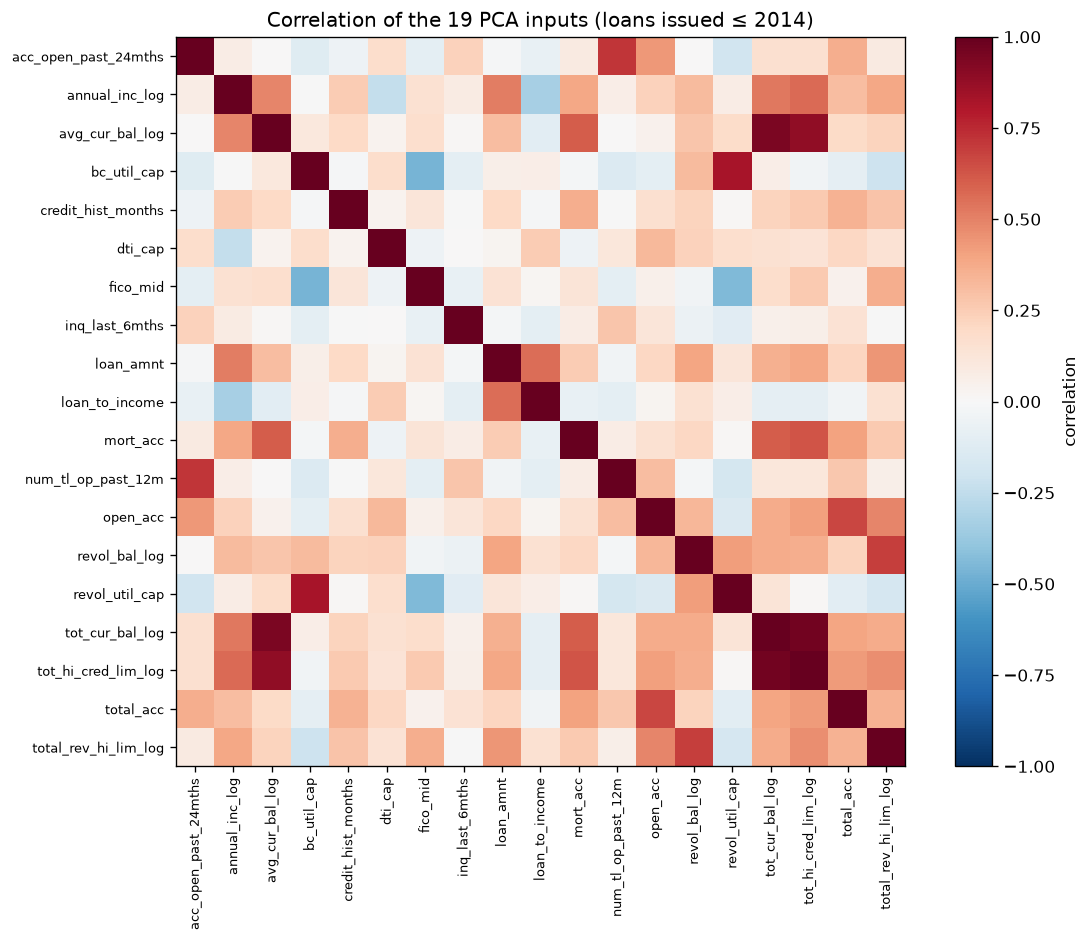 Correlation of the 19 PCA inputs (loans issued ≤ 2014)
acc_open_past_24mths
annual_inc_log
avg_cur_bal_log
bc_util_cap
credit_hist_months
dti_cap
fico_mid
inq_last_6mths
loan_amnt
loan_to_income
mort_acc
num_tl_op_past_12m
open_acc
revol_bal_log
revol_util_cap
tot_cur_bal_log
tot_hi_cred_lim_log
total_acc
total_rev_hi_lim_log
acc_open_past_24mths
annual_inc_log
avg_cur_bal_log
bc_util_cap
credit_hist_months
dti_cap
fico_mid
inq_last_6mths
loan_amnt
loan_to_income
mort_acc
num_tl_op_past_12m
open_acc
revol_bal_log
revol_util_cap
tot_cur_bal_log
tot_hi_cred_lim_log
total_acc
total_rev_hi_lim_log
1.00
0.75
0.50
0.25
0.00
−0.25
−0.50
−0.75
−1.00
correlation